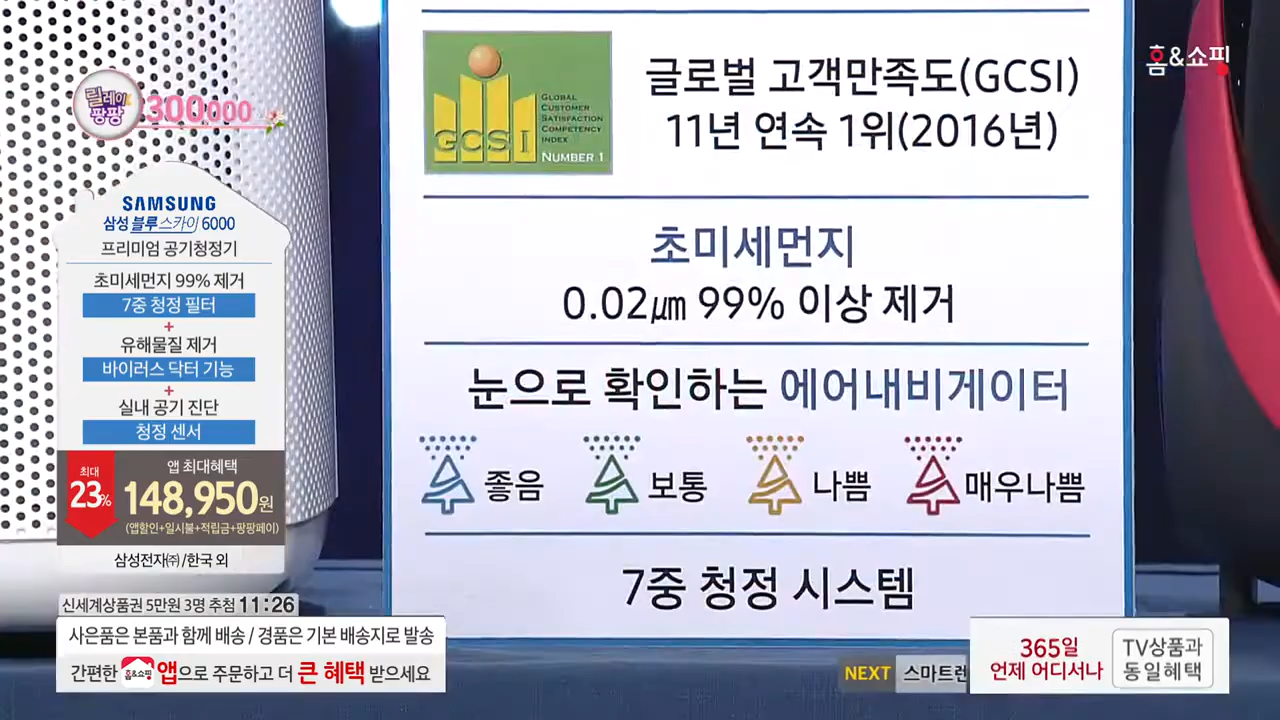 홈&쇼핑
릴레이
팡팡
300000
SAMSUNG
삼성 블루스카이 6000
프리미엄 공기청정기
초미세먼지 99% 제거
7중 청정 필터
+
유해물질 제거
바이러스 닥터 기능
+
실내 공기 진단
청정 센서
최대
23%
앱 최대혜택
148,950원
(앱할인+일시불+적립금+팡팡페이)
삼성전자㈜/한국 외
신세계상품권 5만원 3명 추첨 11:26
사은품은 본품과 함께 배송 / 경품은 기본 배송지로 발송
간편한 홈&쇼핑 앱으로 주문하고 더 큰 혜택 받으세요
GCSI
GLOBAL
CUSTOMER
SATISFACTION
COMPETENCY
INDEX
NUMBER 1
글로벌 고객만족도(GCSI)
11년 연속 1위(2016년)
초미세먼지
0.02㎛ 99% 이상 제거
눈으로 확인하는 에어내비게이터
좋음 보통 나쁨 매우나쁨
7중 청정 시스템
NEXT 스마트렌
365일
언제 어디서나
TV상품과
동일혜택